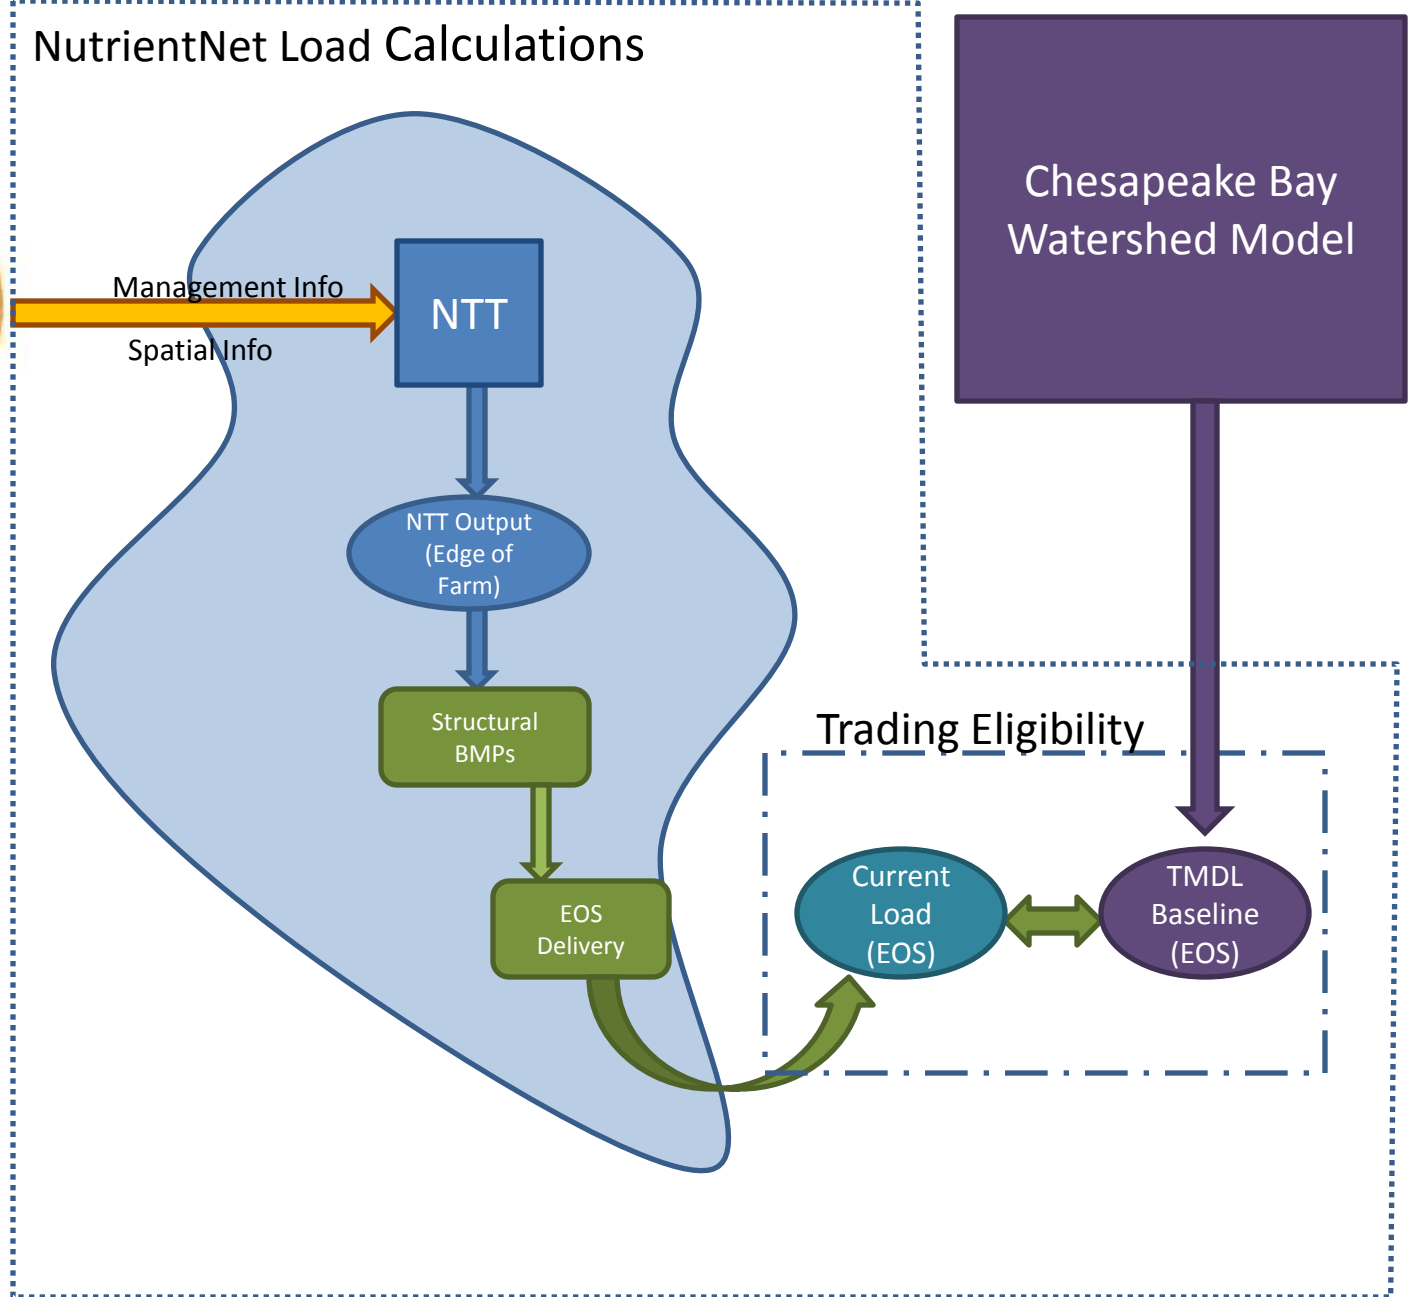 NutrientNet Load Calculations
Chesapeake Bay
Watershed Model
Management Info
Spatial Info
NTT
NTT Output
(Edge of
Farm)
Structural
BMPs
EOS
Delivery
Trading Eligibility
Current
Load
(EOS)
TMDL
Baseline
(EOS)